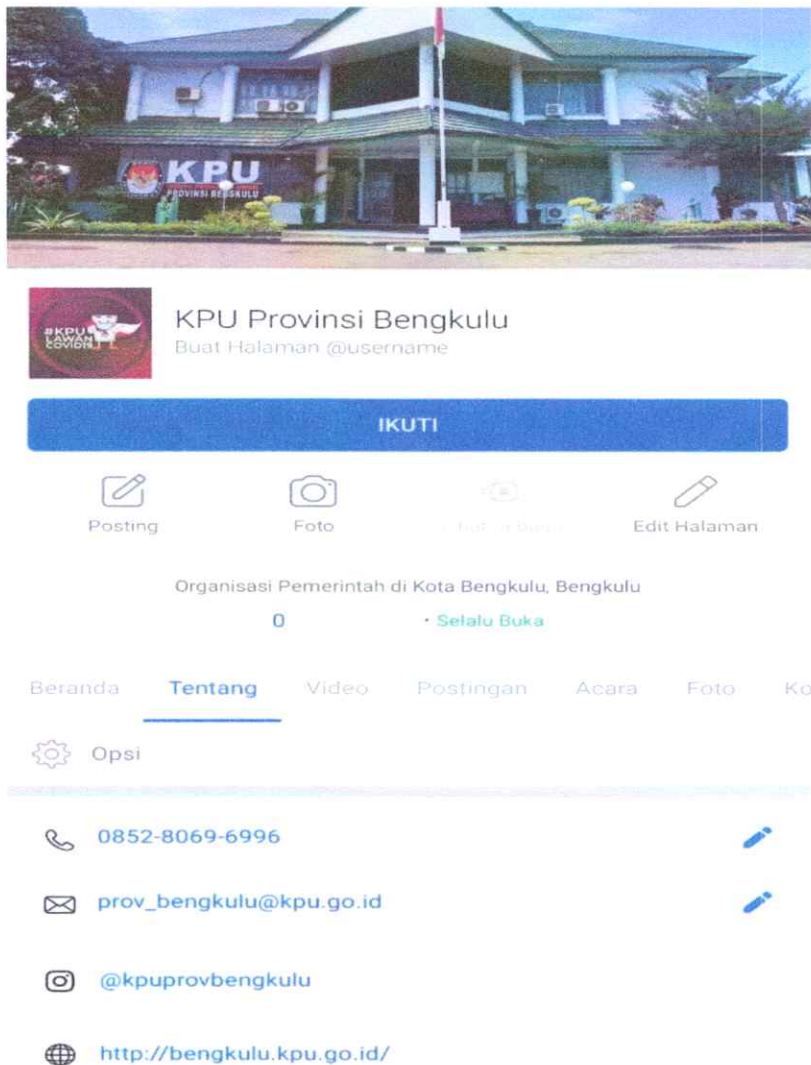 KPU
PROVINSI BENGKULU
#KPU
LAWAN
COVID19
KPU Provinsi Bengkulu
Buat Halaman @username
IKUTI
Posting
Foto
Edit Halaman
Organisasi Pemerintah di Kota Bengkulu, Bengkulu
0 · Selalu Buka
Beranda Tentang Video Postingan Acara Foto Ko
Opsi
0852-8069-6996
prov_bengkulu@kpu.go.id
@kpuprovbengkulu
http://bengkulu.kpu.go.id/